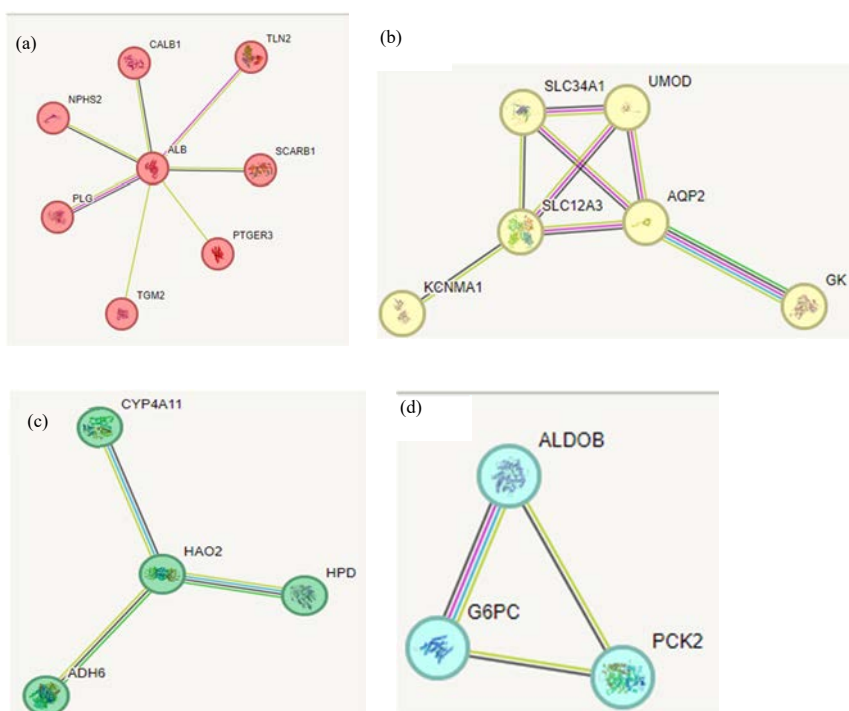 (a)
CALB1
TLN2
NPHS2
ALB
SCARB1
PLG
PTGER3
TGM2
(b)
SLC34A1
UMOD
SLC12A3
AQP2
KCNMA1
GK
(c)
CYP4A11
HAO2
HPD
ADH6
(d)
ALDOB
G6PC
PCK2